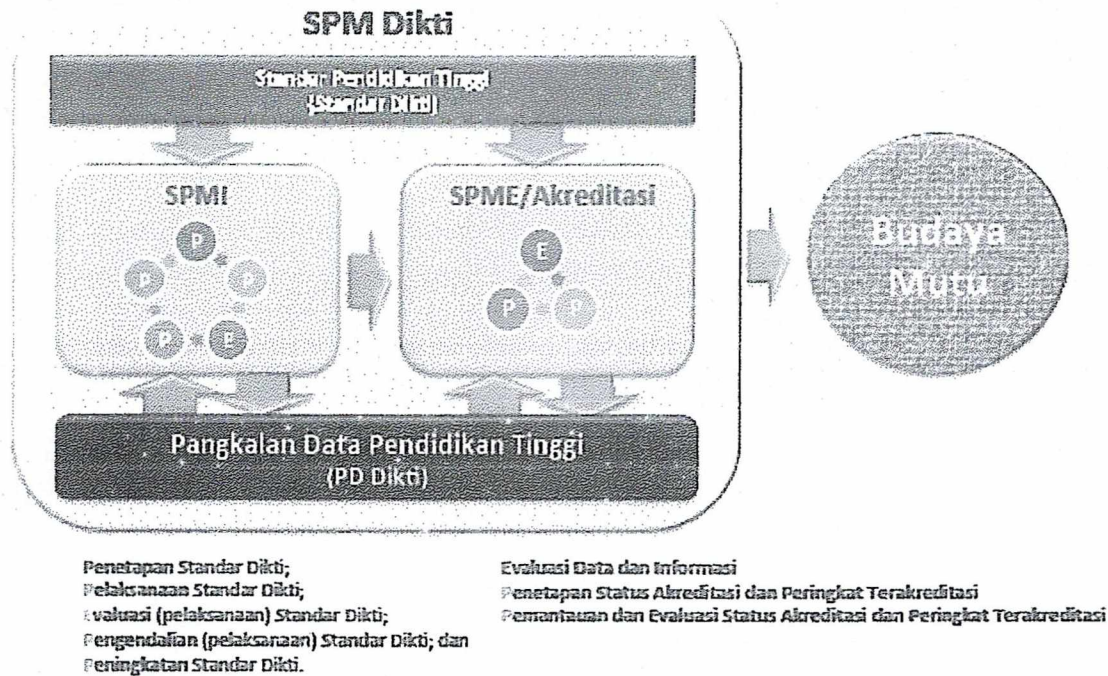 SPM Dikti
Standar Pendidikan Tinggi
(Standar Dikti)
SPMI
P
P
P
P
P
SPME/Akreditasi
E
P
P
Budaya
Mutu
Pangkalan Data Pendidikan Tinggi
(PD Dikti)
Penetapan Standar Dikti;
Pelaksanaan Standar Dikti;
Evaluasi (pelaksanaan) Standar Dikti;
Pengendalian (pelaksanaan) Standar Dikti; dan
Peningkatan Standar Dikti.
Evaluasi Data dan Informasi
Penetapan Status Akreditasi dan Peringkat Terakreditasi
Pemantauan dan Evaluasi Status Akreditasi dan Peringkat Terakreditasi